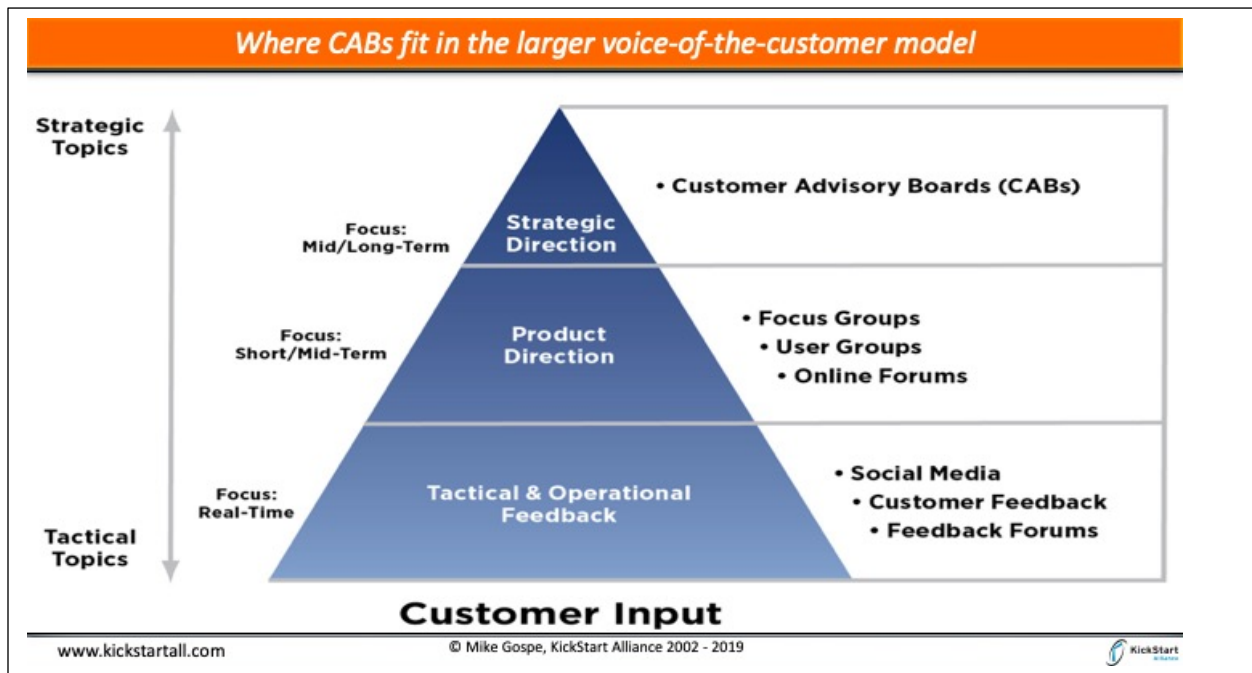 Where CABs fit in the larger voice-of-the-customer model
Strategic
Topics
• Customer Advisory Boards (CABs)
Strategic
Direction
Focus:
Mid/Long-Term
• Focus Groups
• User Groups
• Online Forums
Product
Direction
Focus:
Short/Mid-Term
• Social Media
• Customer Feedback
• Feedback Forums
Tactical & Operational
Feedback
Focus:
Real-Time
Tactical
Topics
Customer Input
www.kickstartall.com
© Mike Gospe, KickStart Alliance 2002 - 2019
KickStart
Alliance